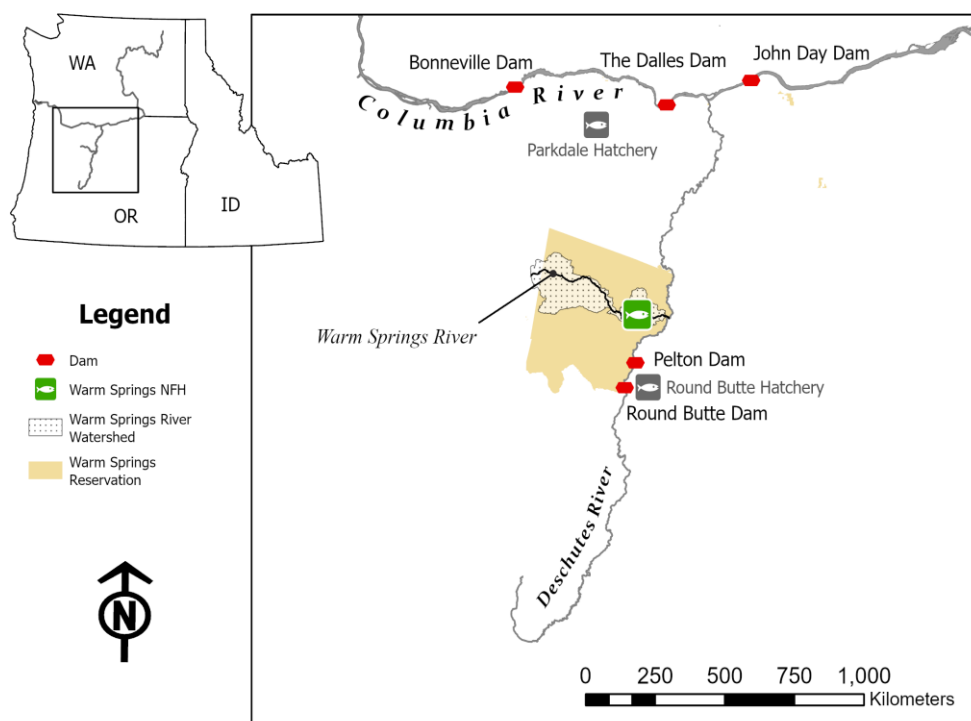 WA
OR
ID
Bonneville Dam
The Dalles Dam
John Day Dam
Columbia River
Parkdale Hatchery
Warm Springs River
Pelton Dam
Round Butte Hatchery
Round Butte Dam
Deschutes River
Legend
Dam
Warm Springs NFH
Warm Springs River
Watershed
Warm Springs
Reservation
N
0 250 500 750 1,000
Kilometers